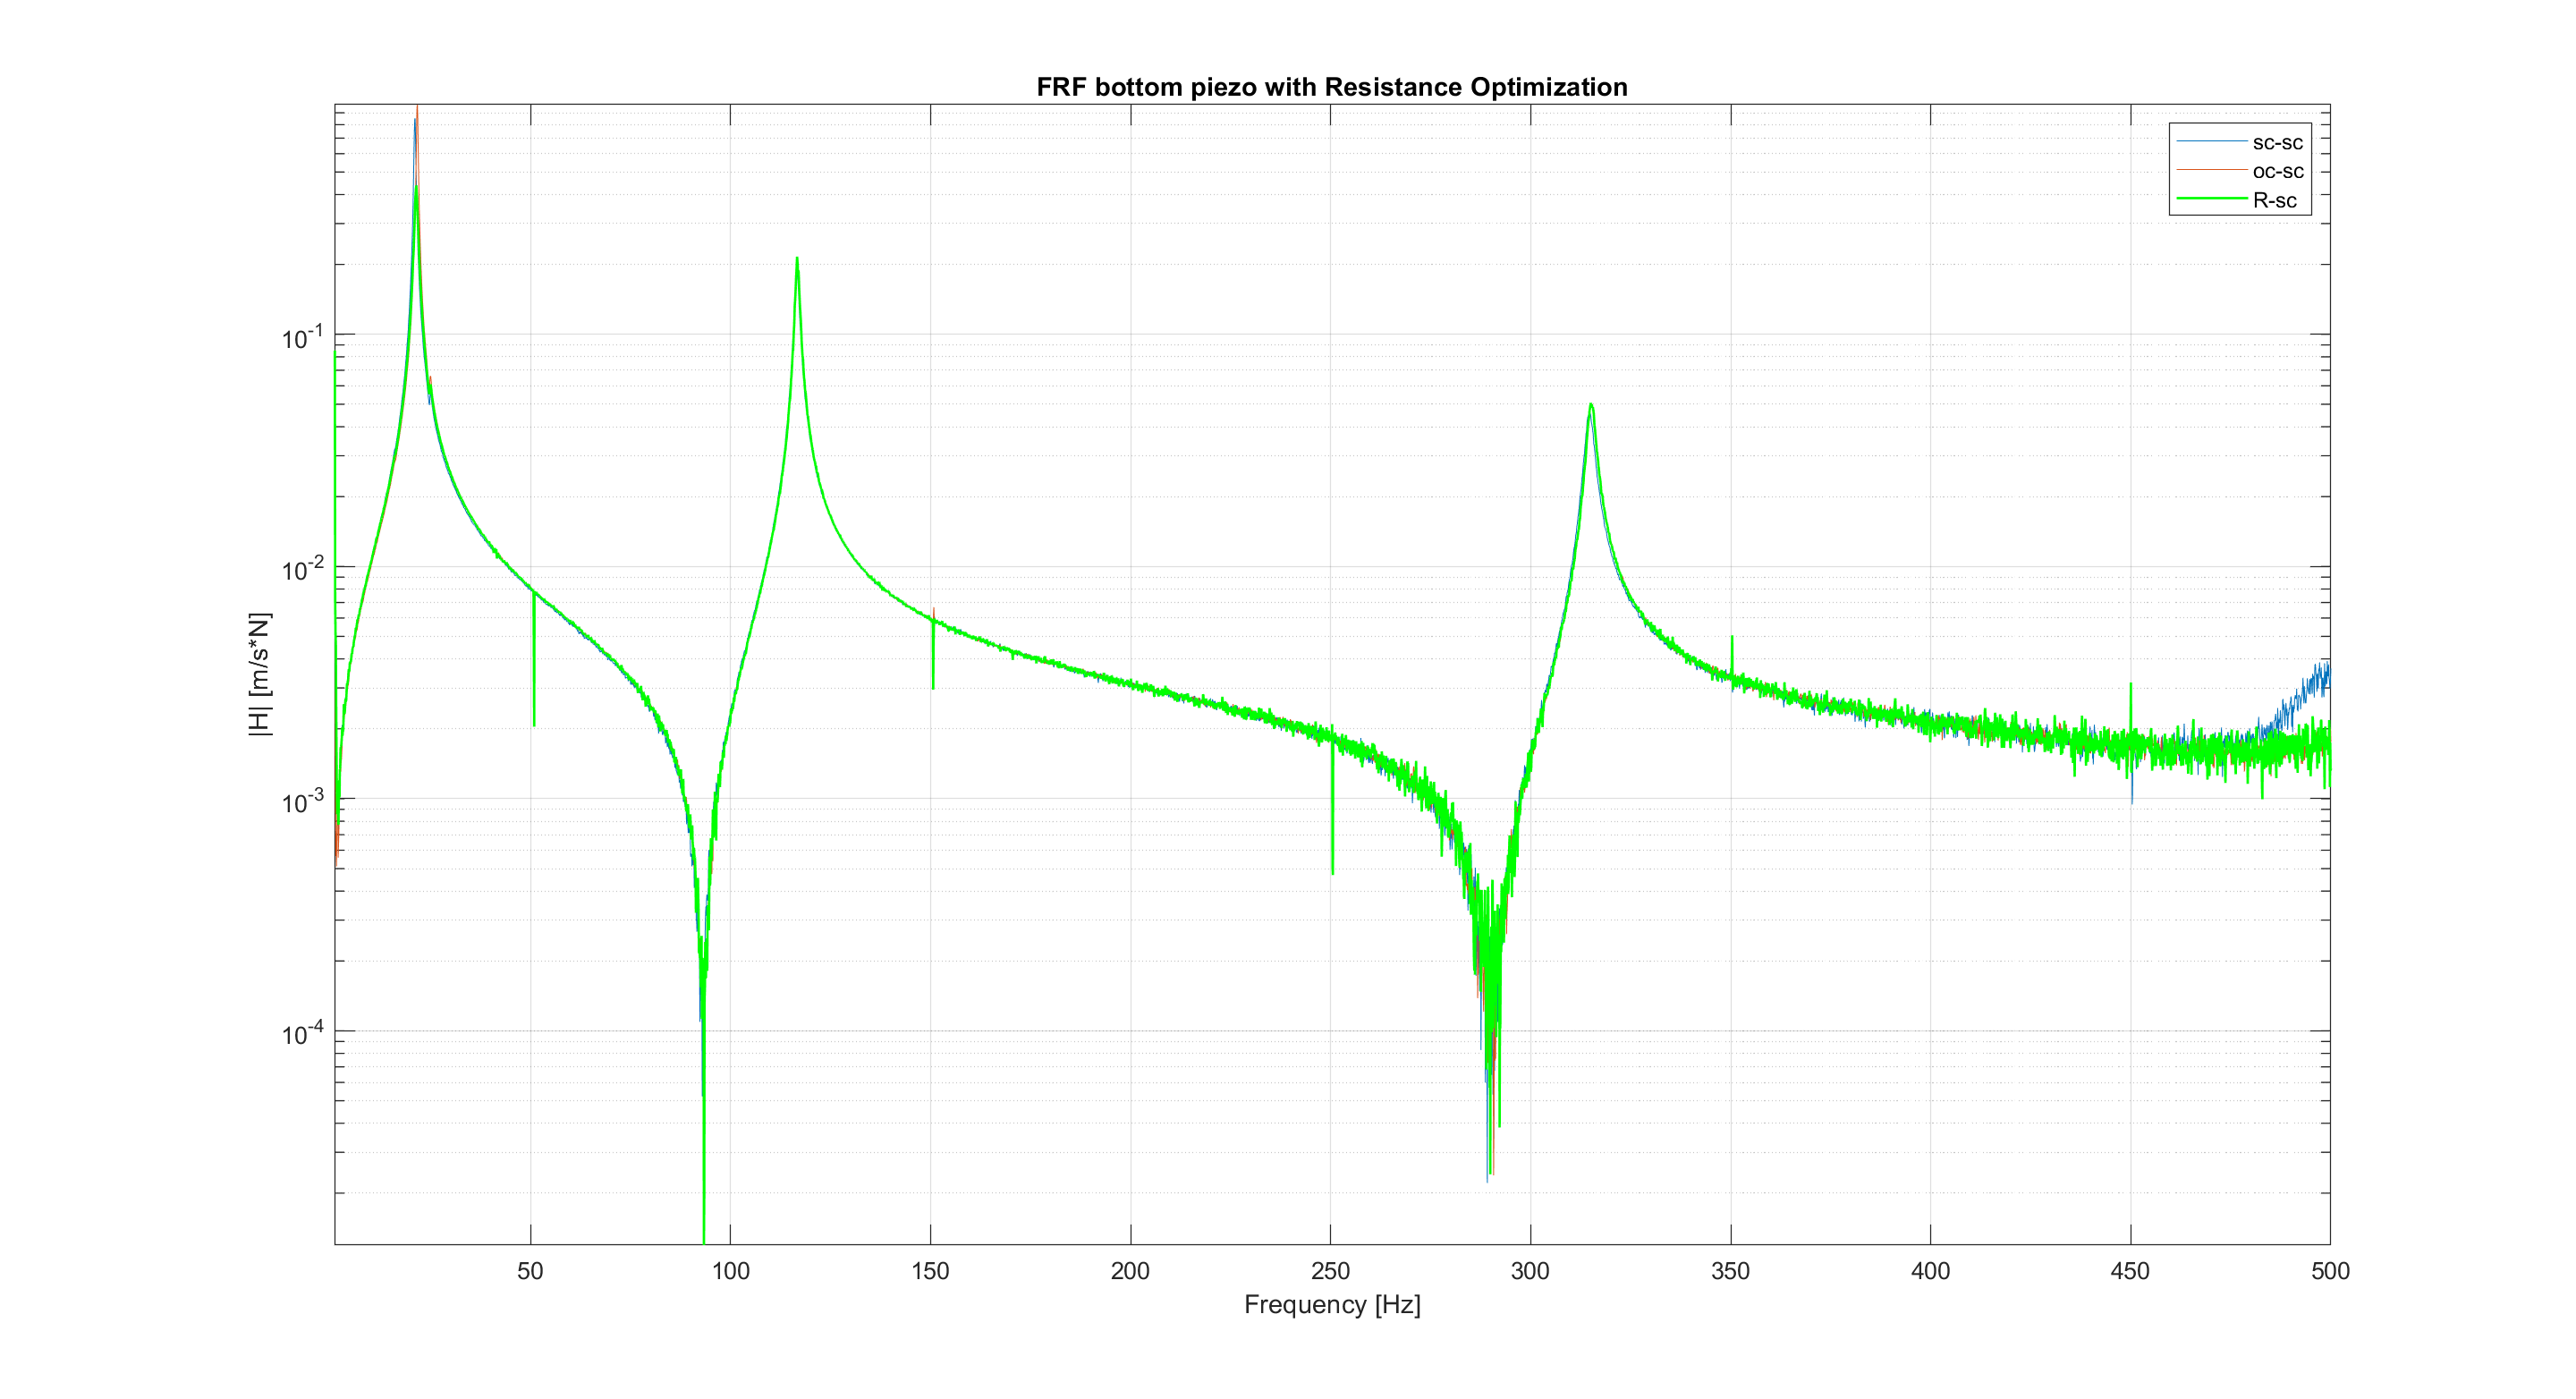 FRF bottom piezo with Resistance Optimization
sc-sc
oc-sc
R-sc
|H| [m/s*N]
10-1
10-2
10-3
10-4
50 100 150 200 250 300 350 400 450 500
Frequency [Hz]